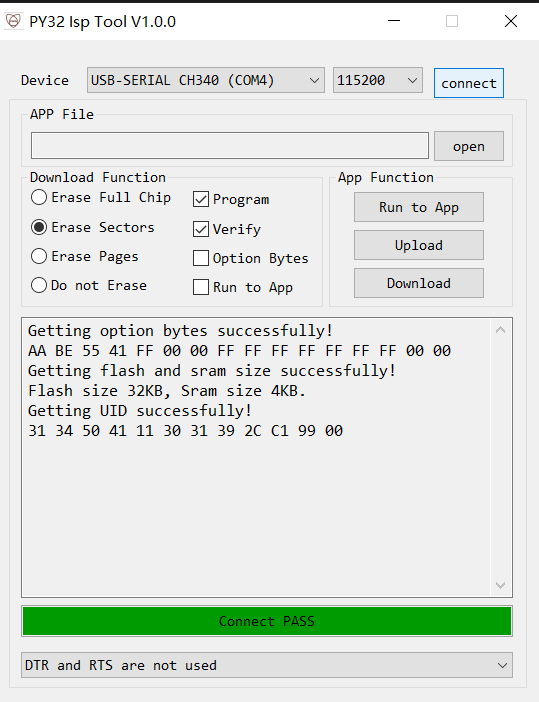 PY32 Isp Tool V1.0.0
Device USB-SERIAL CH340 (COM4) 115200 connect
APP File
open
Download Function
Erase Full Chip Program
Erase Sectors Verify
Erase Pages Option Bytes
Do not Erase Run to App
App Function
Run to App
Upload
Download
Getting option bytes successfully!
AA BE 55 41 FF 00 00 FF FF FF FF FF FF FF 00 00
Getting flash and sram size successfully!
Flash size 32KB, Sram size 4KB.
Getting UID successfully!
31 34 50 41 11 30 31 39 2C C1 99 00
Connect PASS
DTR and RTS are not used